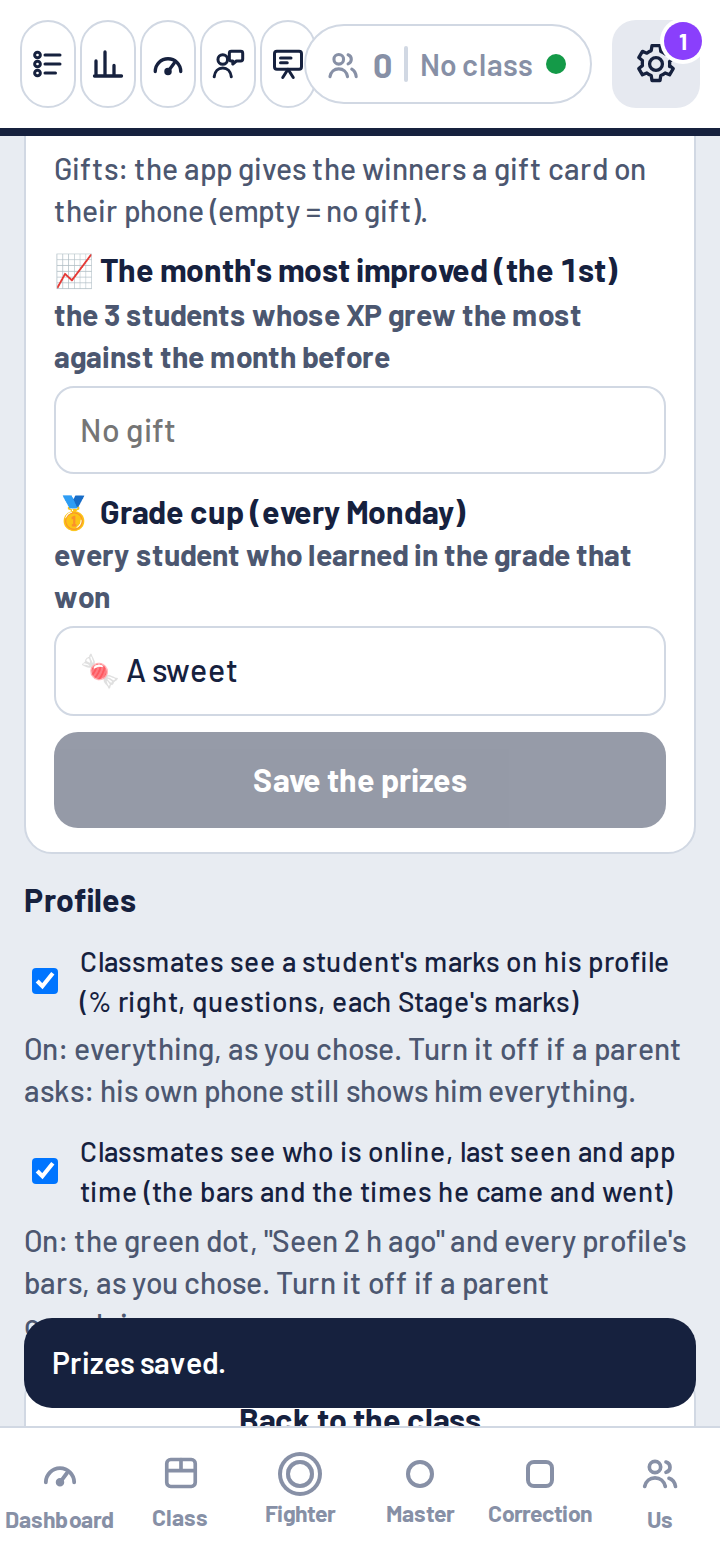 0 No class
1
Gifts: the app gives the winners a gift card on
their phone (empty = no gift).
📈 The month's most improved (the 1st)
the 3 students whose XP grew the most
against the month before
No gift
🥇 Grade cup (every Monday)
every student who learned in the grade that
won
🍬 A sweet
Save the prizes
Profiles
Classmates see a student's marks on his profile
(% right, questions, each Stage's marks)
On: everything, as you chose. Turn it off if a parent
asks: his own phone still shows him everything.
Classmates see who is online, last seen and app
time (the bars and the times he came and went)
On: the green dot, "Seen 2 h ago" and every profile's
bars, as you chose. Turn it off if a parent
Prizes saved.
Back to the class
Dashboard
Class
Fighter
Master
Correction
Us